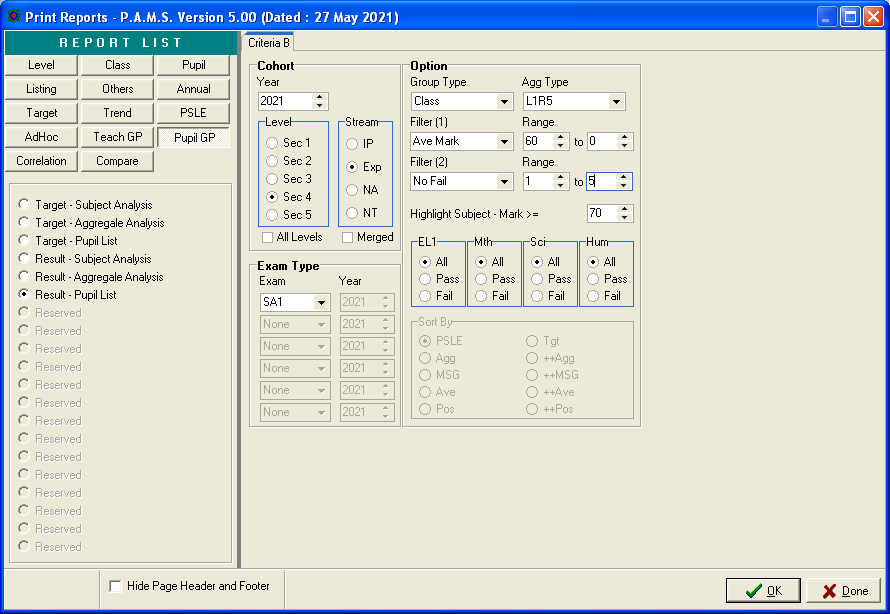 Print Reports - P.A.M.S. Version 5.00 (Dated : 27 May 2021)
REPORT LIST
Level Class Pupil
Listing Others Annual
Target Trend PSLE
AdHoc Teach GP Pupil GP
Correlation Compare
Target - Subject Analysis
Target - Aggregale Analysis
Target - Pupil List
Result - Subject Analysis
Result - Aggregale Analysis
Result - Pupil List
Reserved
Reserved
Reserved
Reserved
Reserved
Reserved
Reserved
Reserved
Reserved
Reserved
Reserved
Reserved
Reserved
Reserved
Criteria B
Cohort
Year
2021
Level
Sec 1
Sec 2
Sec 3
Sec 4
Sec 5
All Levels
Stream
IP
Exp
NA
NT
Merged
Exam Type
Exam Year
SA1 2021
None 2021
None 2021
None 2021
None 2021
None 2021
Option
Group Type Agg Type
Class L1R5
Filter (1) Range
Ave Mark 60 to 0
Filter (2) Range
No Fail 1 to 5
Highlight Subject - Mark >= 70
EL1 Mth Sci Hum
All All All All
Pass Pass Pass Pass
Fail Fail Fail Fail
Sort By
PSLE Tgt
Agg ++Agg
MSG ++MSG
Ave ++Ave
Pos ++Pos
Hide Page Header and Footer
OK Done